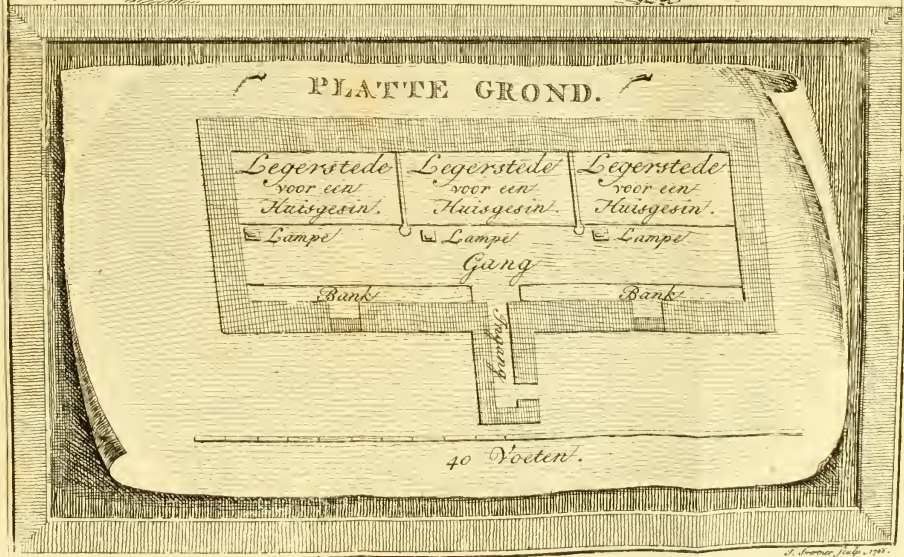 PLATTE GROND.
Legerstede
voor een
Huisgesin.
Legerstede
voor een
Huisgesin.
Legerstede
voor een
Huisgesin.
Lampe
Lampe
Lampe
Gang
Bank
Bank
Ingang
40 Voeten.
Sculp.